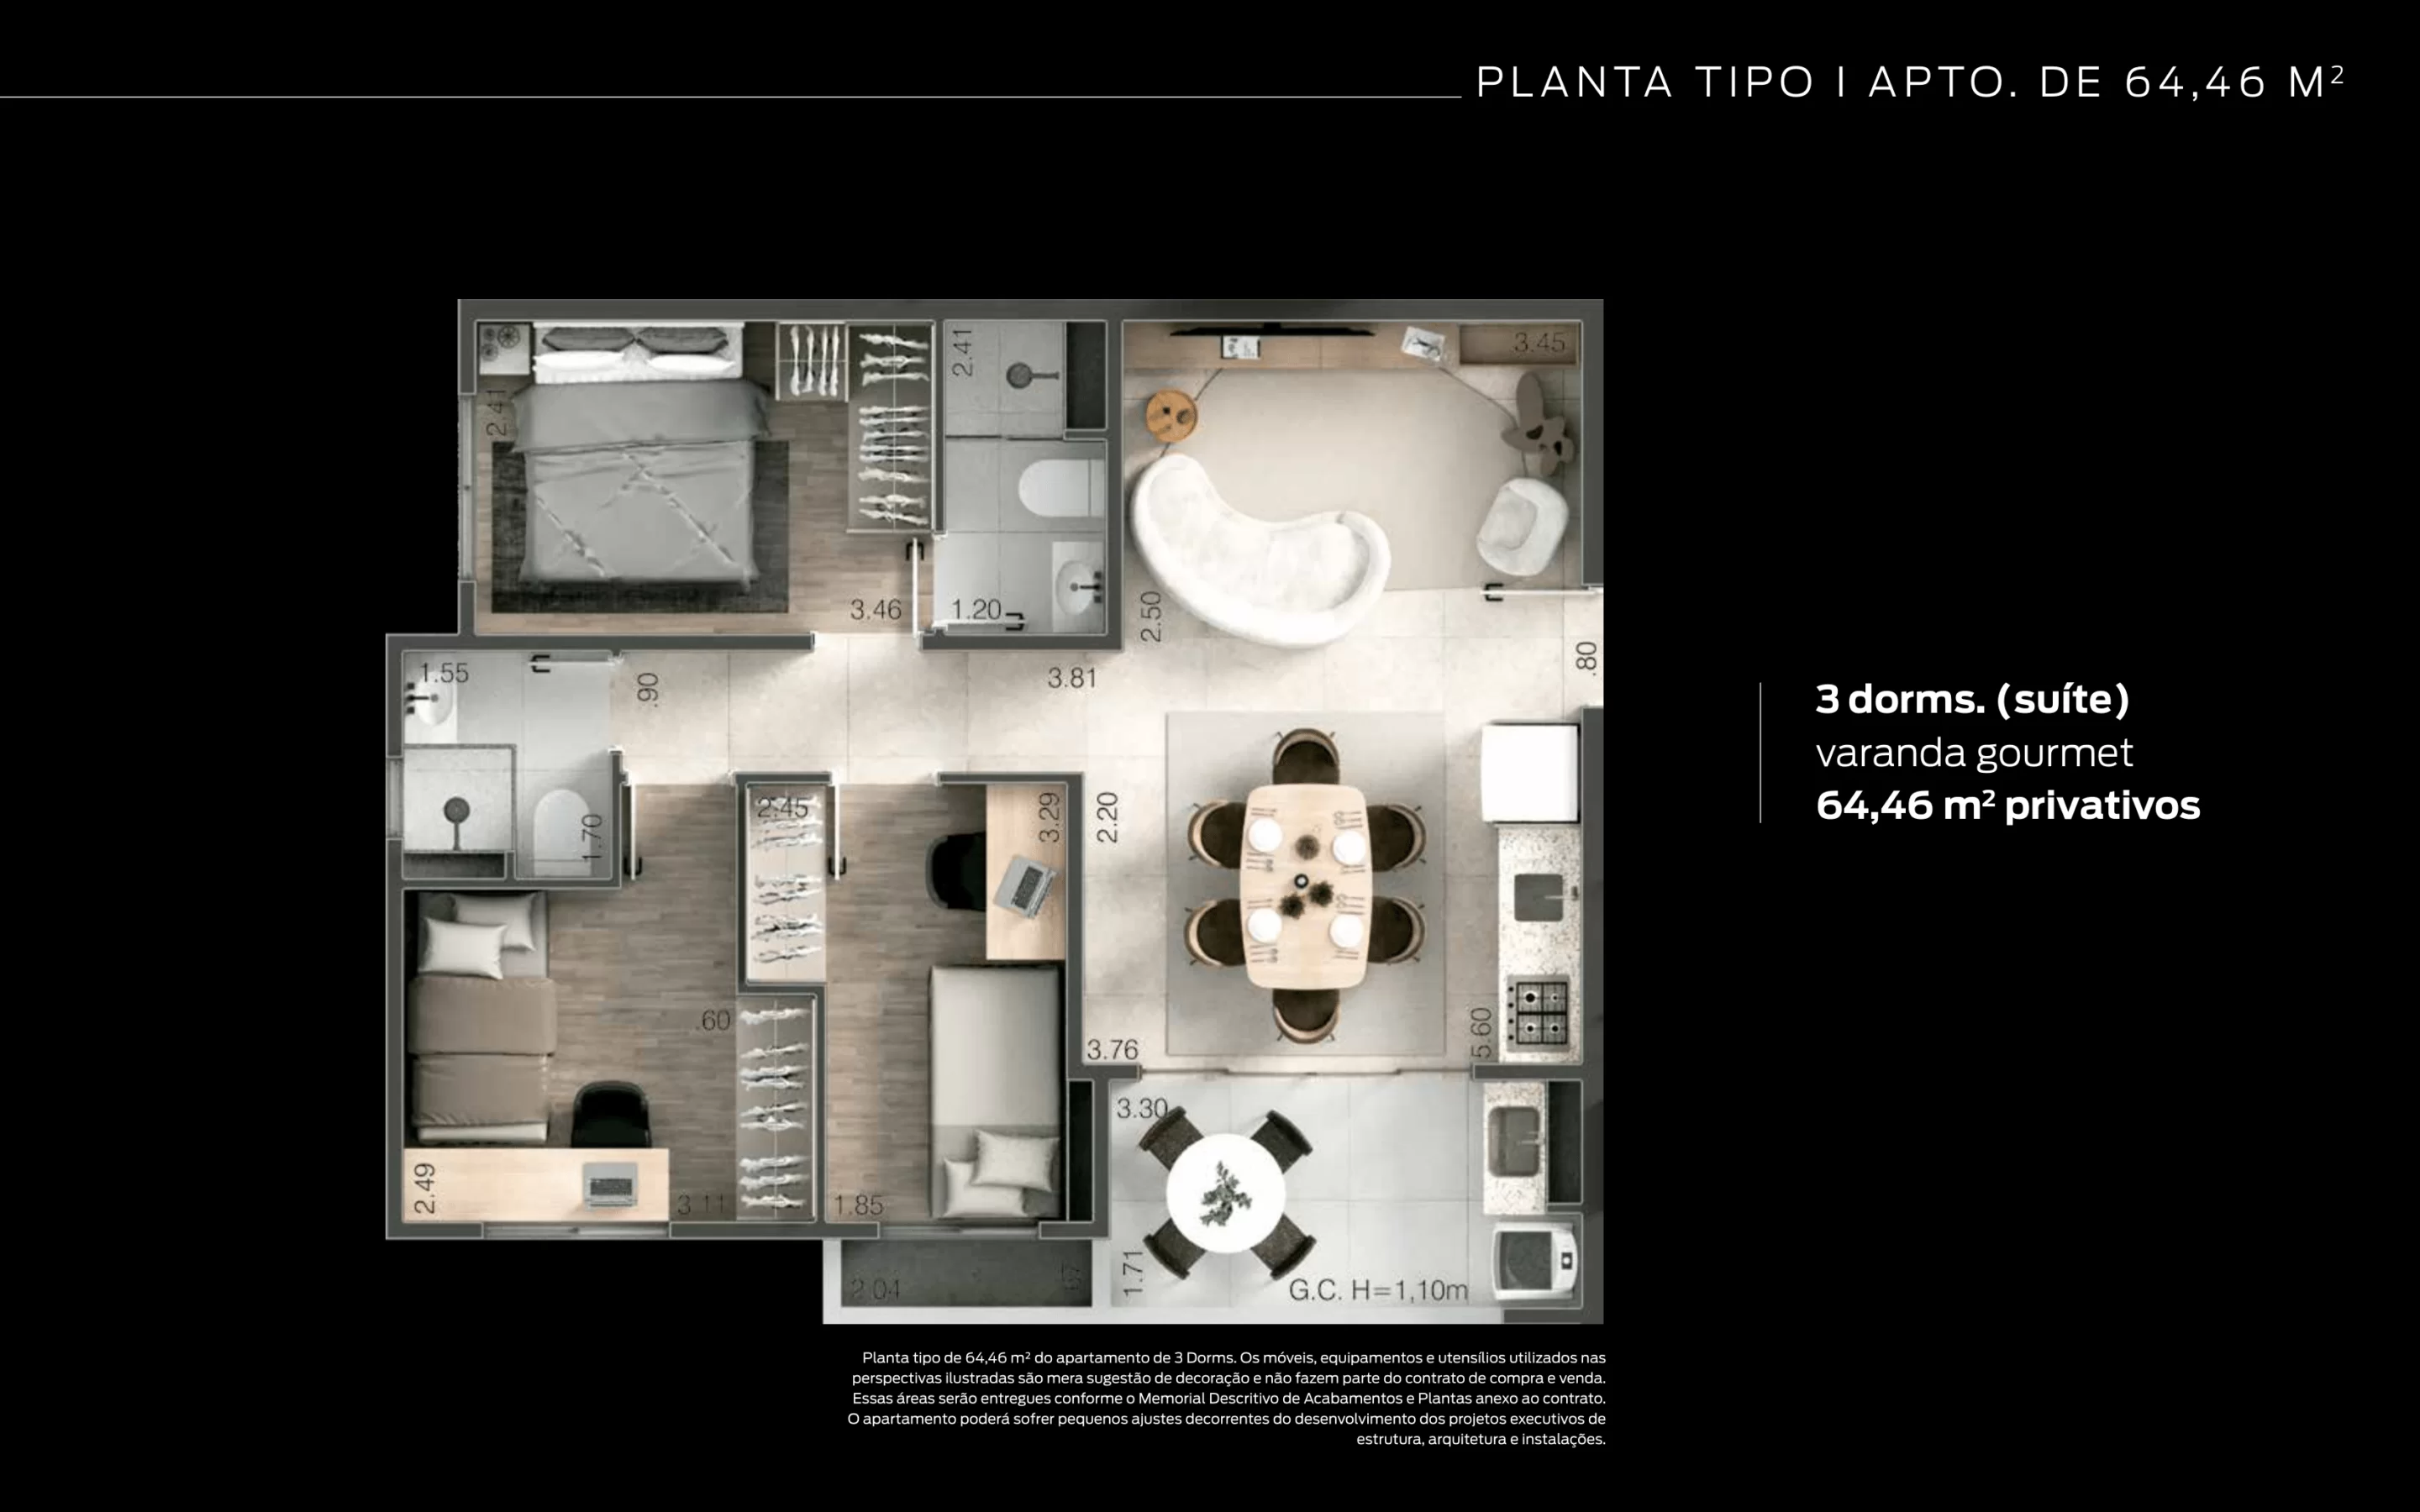 PLANTA TIPO I APTO. DE 64,46 M²
2.41
3.45
2.41
3.46
1.20
2.50
.80
1.55
.90
3.81
2.45
3.29
2.20
1.70
.60
3.76
5.60
3.30
2.49
3.11
1.85
1.71
2.04
G.C. H=1,10m
3 dorms. (suíte)
varanda gourmet
64,46 m² privativos
Planta tipo de 64,46 m² do apartamento de 3 Dorms. Os móveis, equipamentos e utensílios utilizados nas
perspectivas ilustradas são mera sugestão de decoração e não fazem parte do contrato de compra e venda.
Essas áreas serão entregues conforme o Memorial Descritivo de Acabamentos e Plantas anexo ao contrato.
O apartamento poderá sofrer pequenos ajustes decorrentes do desenvolvimento dos projetos executivos de
estrutura, arquitetura e instalações.